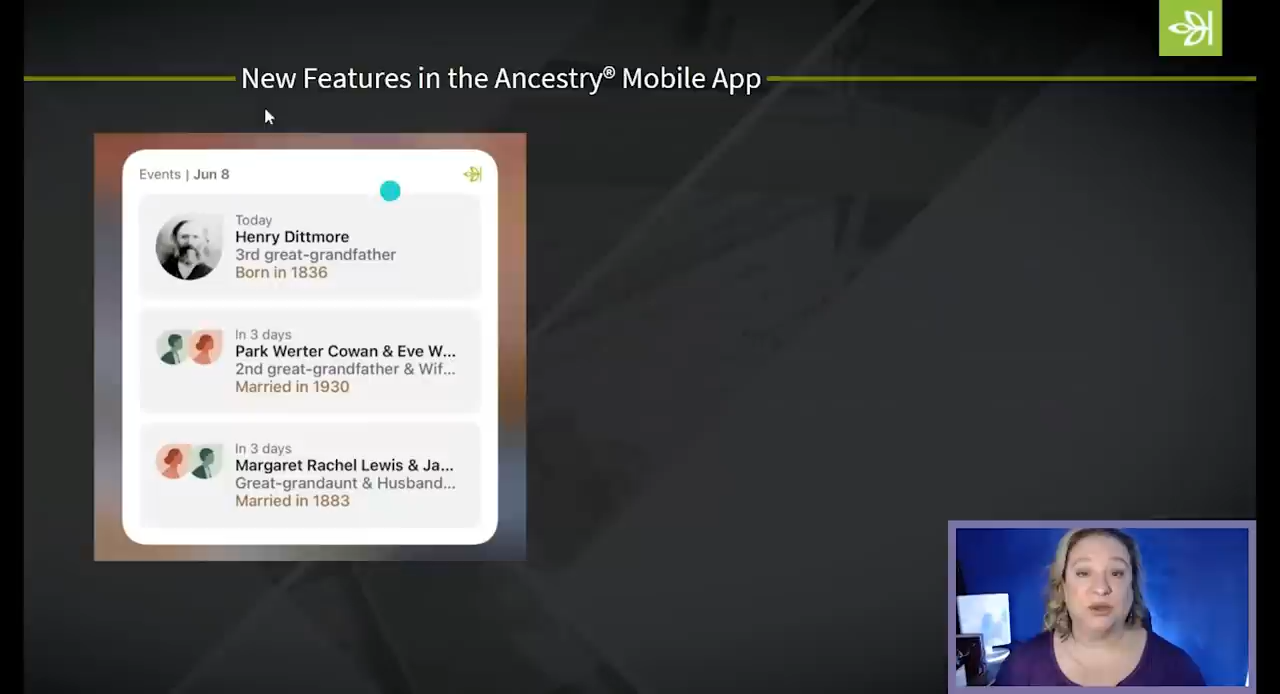 New Features in the Ancestry® Mobile App
Events | Jun 8
Today
Henry Dittmore
3rd great-grandfather
Born in 1836
In 3 days
Park Werter Cowan & Eve W...
2nd great-grandfather & Wif...
Married in 1930
In 3 days
Margaret Rachel Lewis & Ja...
Great-grandaunt & Husband...
Married in 1883